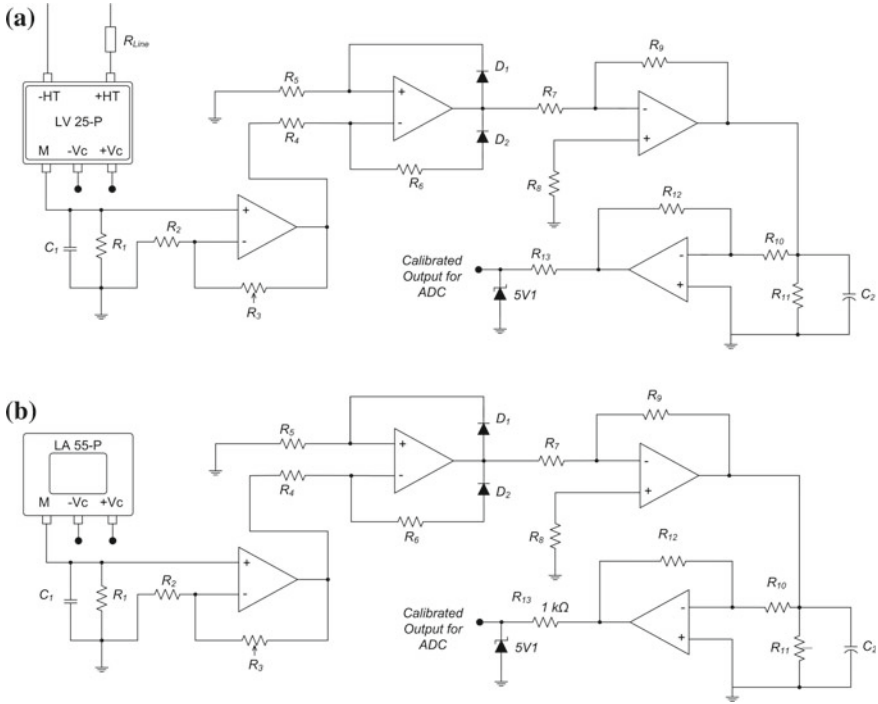 (a)
R_Line
-HT +HT
LV 25-P
M -Vc +Vc
C1
R1
R2
R3
R5
R4
D1
D2
R6
+
-
R7
R9
-
+
R8
R12
R13
R10
R11
C2
-
+
+
-
Calibrated
Output for
ADC
5V1
(b)
LA 55-P
M -Vc +Vc
C1
R1
R2
R3
R5
R4
D1
D2
R6
+
-
R7
R9
-
+
R8
R12
R13
1 kΩ
R10
R11
C2
-
+
+
-
Calibrated
Output for
ADC
5V1